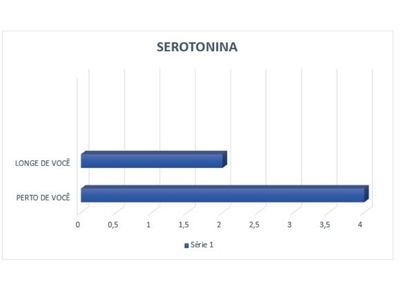 SEROTONINA
LONGE DE VOCÊ
PERTO DE VOCÊ
0 0,5 1 1,5 2 2,5 3 3,5 4
Série 1